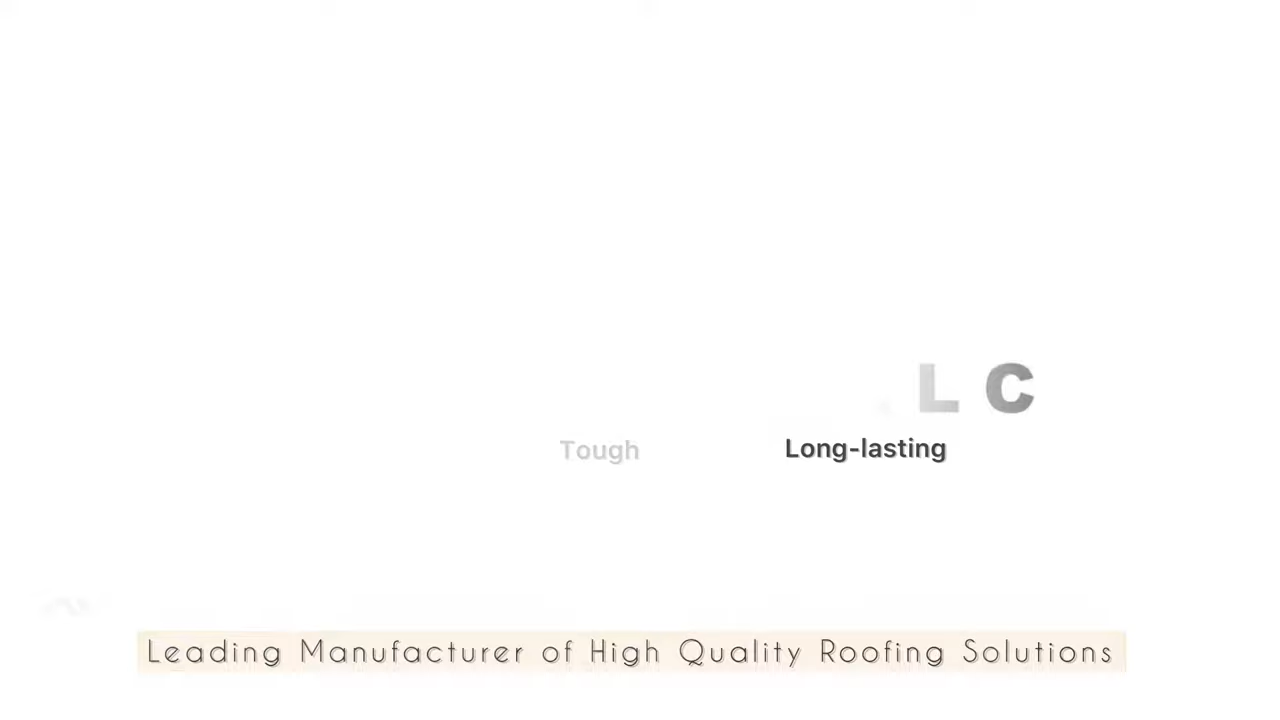 L C
Tough Long-lasting
Leading Manufacturer of High Quality Roofing Solutions